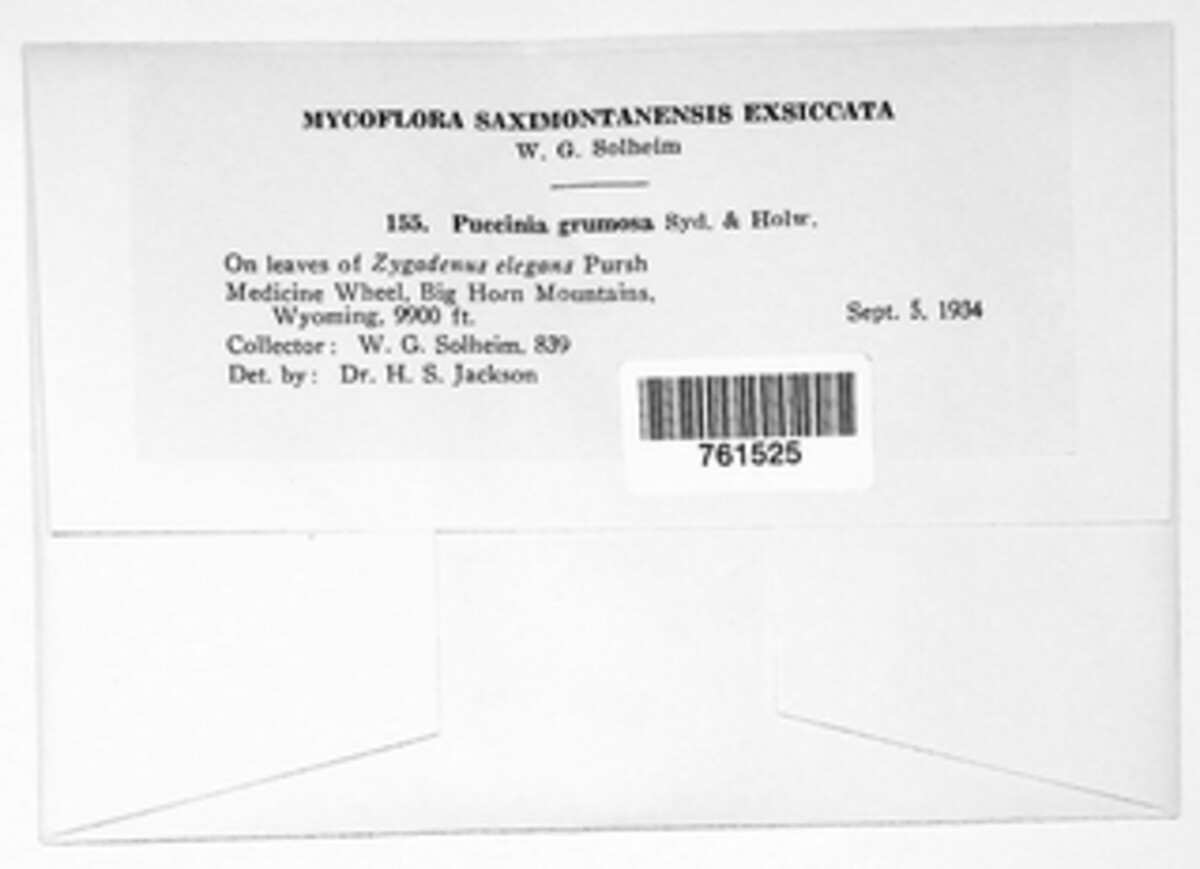 MYCOFLORA SAXIMONTANENSIS EXSICCATA
W. G. Solheim
155. Puccinia grumosa Syd. & Holw.
On leaves of Zygadenus elegans Pursh
Medicine Wheel, Big Horn Mountains,
Wyoming, 9900 ft. Sept. 5, 1934
Collector: W. G. Solheim, 839
Det. by: Dr. H. S. Jackson
761525